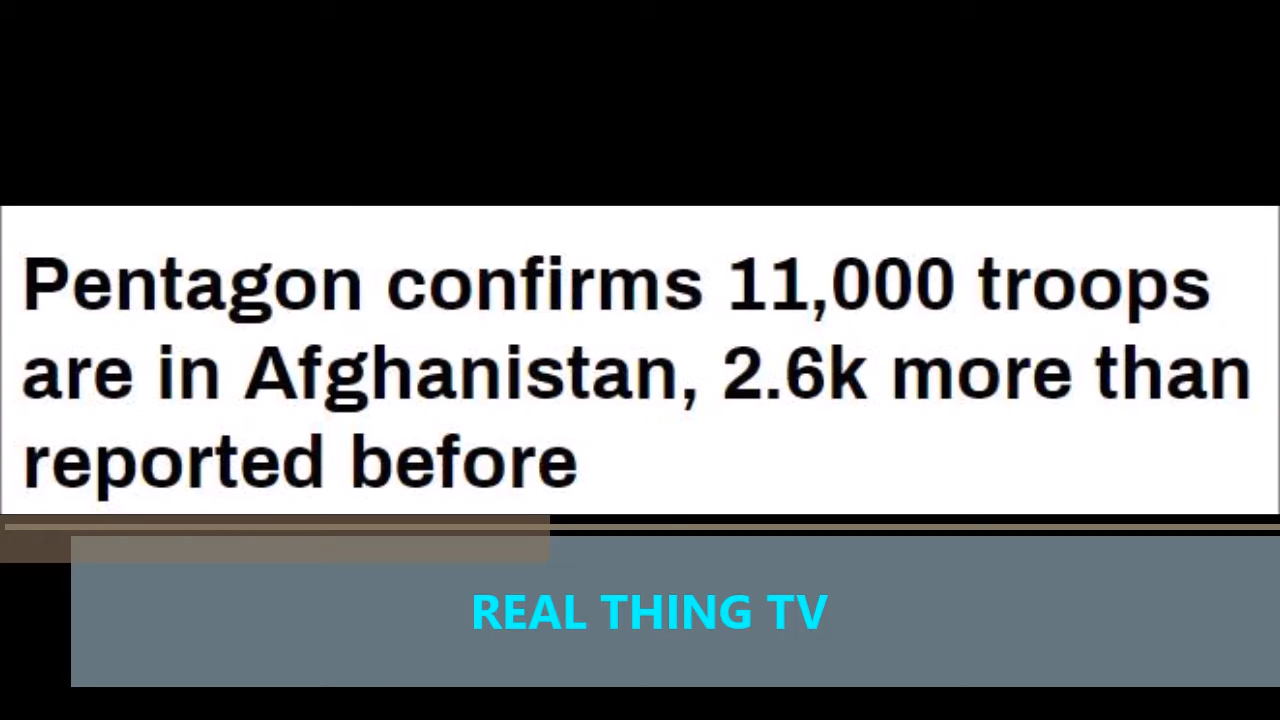 Pentagon confirms 11,000 troops
are in Afghanistan, 2.6k more than
reported before
REAL THING TV